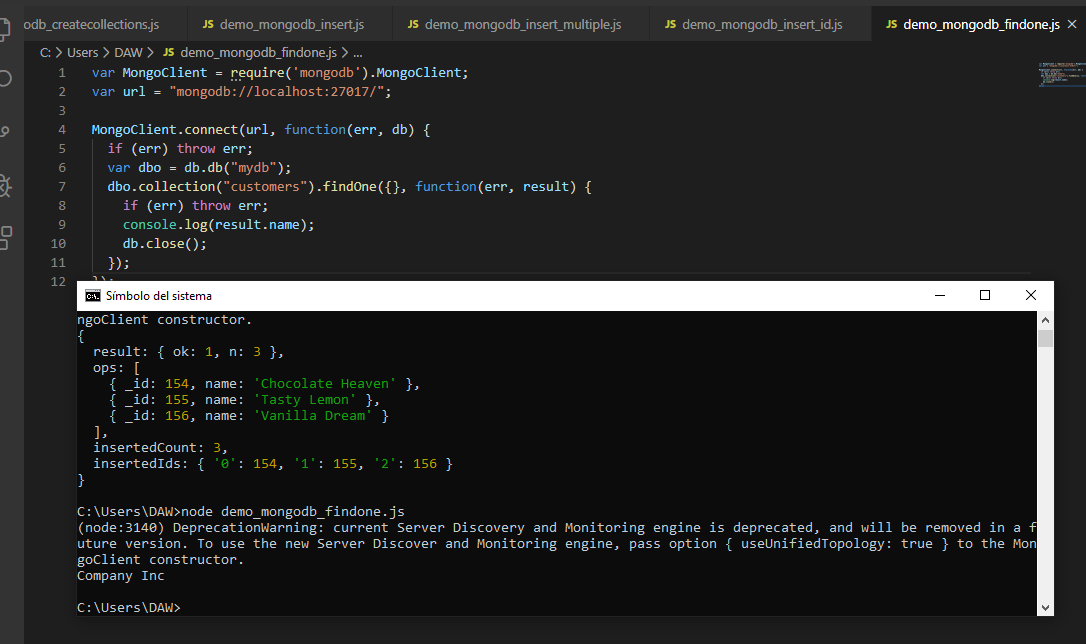 odb_createcollections.js
JS demo_mongodb_insert.js
JS demo_mongodb_insert_multiple.js
JS demo_mongodb_insert_id.js
JS demo_mongodb_findone.js ×
C: > Users > DAW > JS demo_mongodb_findone.js > ...
1 var MongoClient = require('mongodb').MongoClient;
2 var url = "mongodb://localhost:27017/";
3
4 MongoClient.connect(url, function(err, db) {
5 if (err) throw err;
6 var dbo = db.db("mydb");
7 dbo.collection("customers").findOne({}, function(err, result) {
8 if (err) throw err;
9 console.log(result.name);
10 db.close();
11 });
12 });
Símbolo del sistema
ngoClient constructor.
{
result: { ok: 1, n: 3 },
ops: [
{ _id: 154, name: 'Chocolate Heaven' },
{ _id: 155, name: 'Tasty Lemon' },
{ _id: 156, name: 'Vanilla Dream' }
],
insertedCount: 3,
insertedIds: { '0': 154, '1': 155, '2': 156 }
}
C:\Users\DAW>node demo_mongodb_findone.js
(node:3140) DeprecationWarning: current Server Discovery and Monitoring engine is deprecated, and will be removed in a f
uture version. To use the new Server Discover and Monitoring engine, pass option { useUnifiedTopology: true } to the Mon
goClient constructor.
Company Inc
C:\Users\DAW>